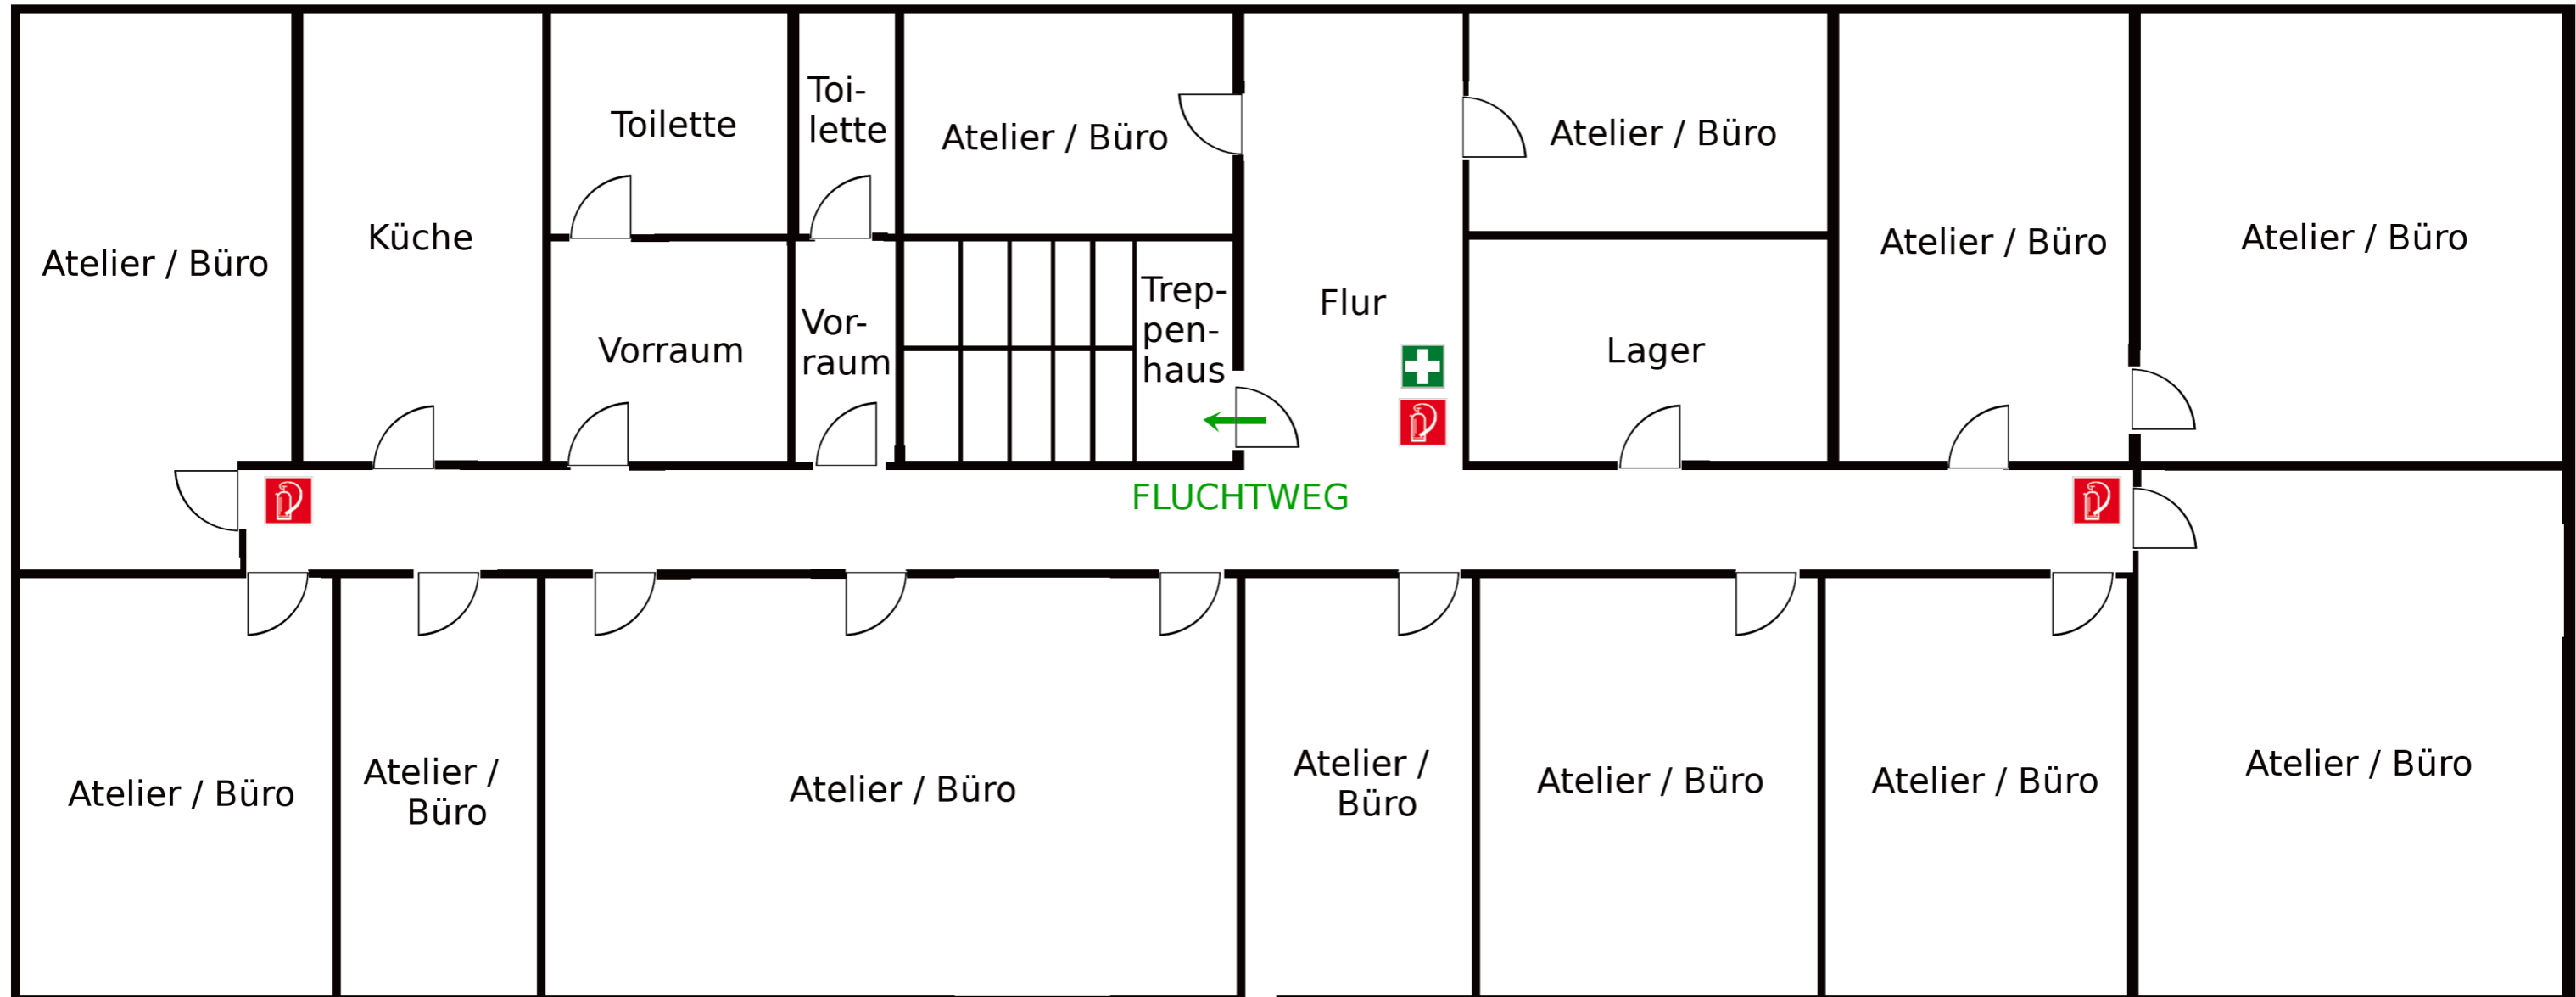 Toi-
lette
Toilette
Atelier / Büro
Atelier / Büro
Atelier / Büro
Küche
Atelier / Büro
Atelier / Büro
Vorraum
Vor-
raum
Trep-
pen-
haus
Flur
Lager
FLUCHTWEG
Atelier / Büro
Atelier /
Büro
Atelier / Büro
Atelier /
Büro
Atelier / Büro
Atelier / Büro
Atelier / Büro